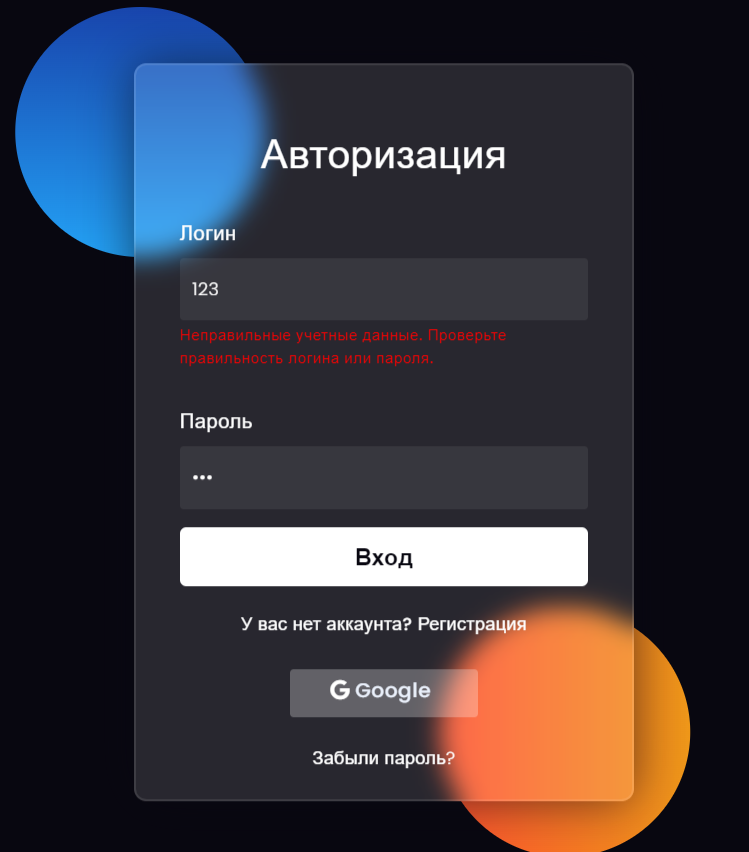 Авторизация
Логин
123
Неправильные учетные данные. Проверьте
правильность логина или пароля.
Пароль
•••
Вход
У вас нет аккаунта? Регистрация
Google
Забыли пароль?